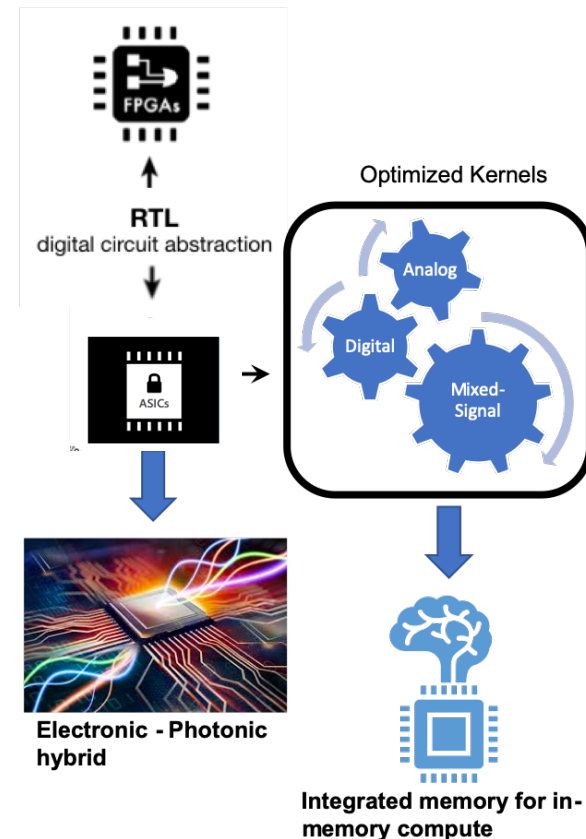 FPGAs
RTL
digital circuit abstraction
ASICs
Optimized Kernels
Analog
Digital
Mixed-
Signal
Electronic - Photonic
hybrid
Integrated memory for in-
memory compute